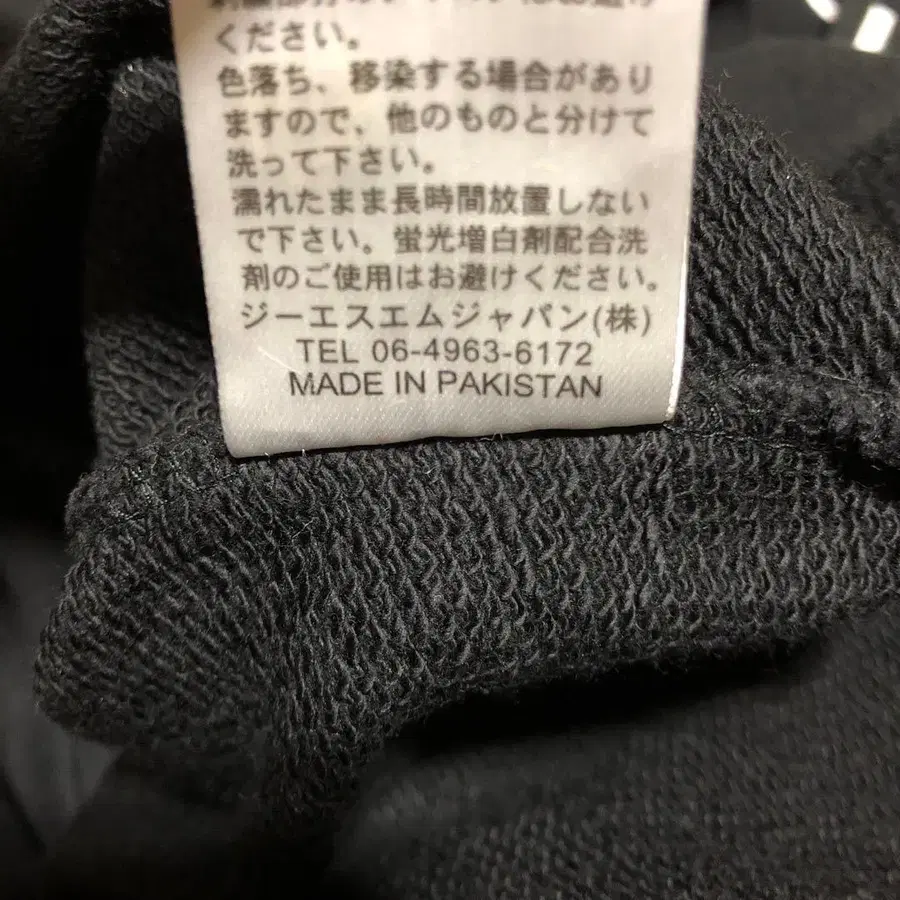 ください。
色落ち、移染する場合があり
ますので、他のものと分けて
洗って下さい。
濡れたまま長時間放置しない
で下さい。蛍光増白剤配合洗
剤のご使用はお避けください。
ジーエスエムジャパン(株)
TEL 06-4963-6172
MADE IN PAKISTAN